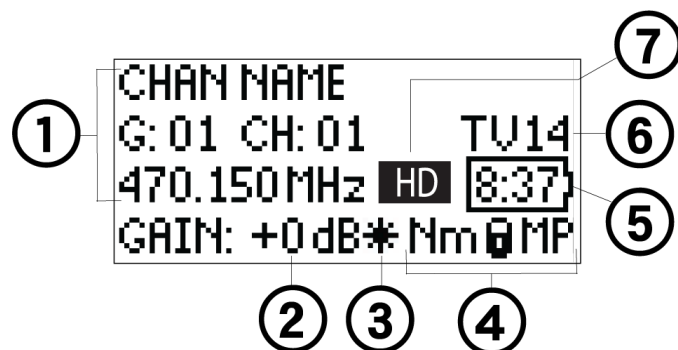 7
CHAN NAME
1
G: 01 CH: 01 TV14
6
470.150 MHz HD 8:37
5
GAIN: +0 dB✱ Nm MP
2 3 4